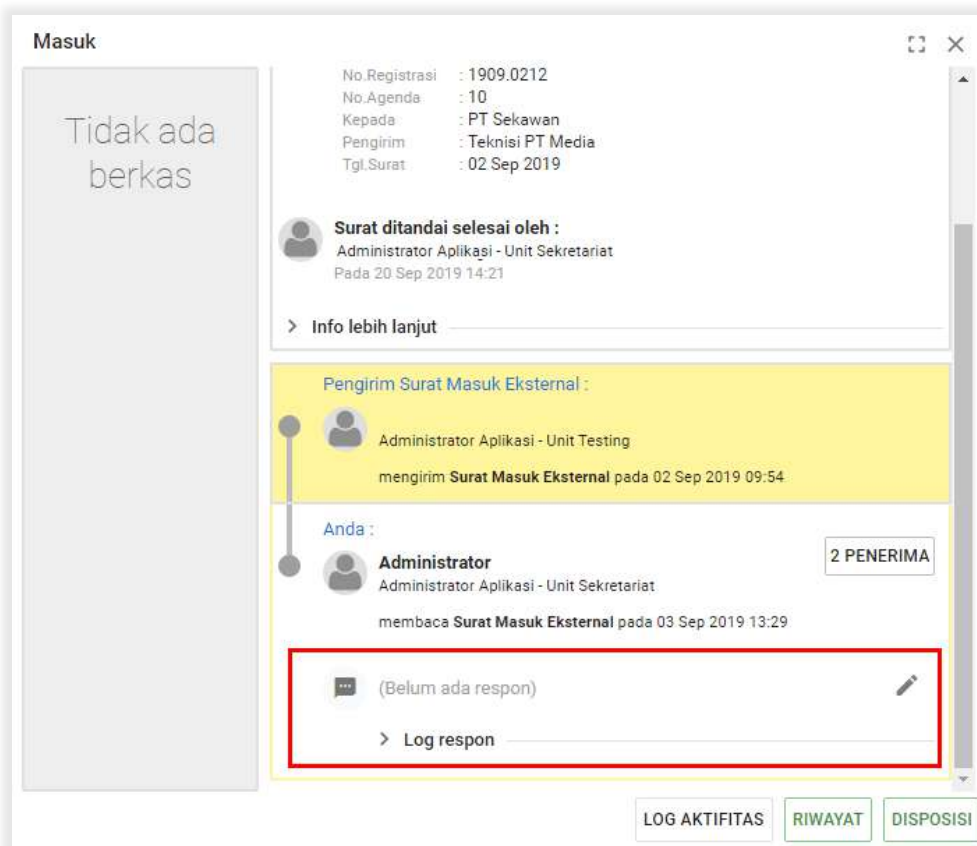 Masuk
Tidak ada
berkas
No.Registrasi : 1909.0212
No.Agenda : 10
Kepada : PT Sekawan
Pengirim : Teknisi PT Media
Tgl.Surat : 02 Sep 2019
Surat ditandai selesai oleh :
Administrator Aplikasi - Unit Sekretariat
Pada 20 Sep 2019 14:21
Info lebih lanjut
Pengirim Surat Masuk Eksternal :
Administrator Aplikasi - Unit Testing
mengirim Surat Masuk Eksternal pada 02 Sep 2019 09:54
Anda :
Administrator
2 PENERIMA
Administrator Aplikasi - Unit Sekretariat
membaca Surat Masuk Eksternal pada 03 Sep 2019 13:29
(Belum ada respon)
Log respon
LOG AKTIFITAS RIWAYAT DISPOSISI